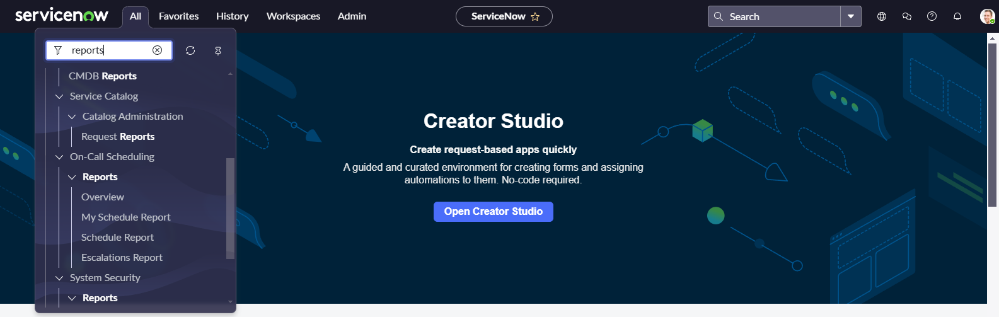 servicenow
All
Favorites
History
Workspaces
Admin
ServiceNow
Search
reports
CMDB Reports
Service Catalog
Catalog Administration
Request Reports
On-Call Scheduling
Reports
Overview
My Schedule Report
Schedule Report
Escalations Report
System Security
Reports
Creator Studio
Create request-based apps quickly
A guided and curated environment for creating forms and assigning
automations to them. No-code required.
Open Creator Studio